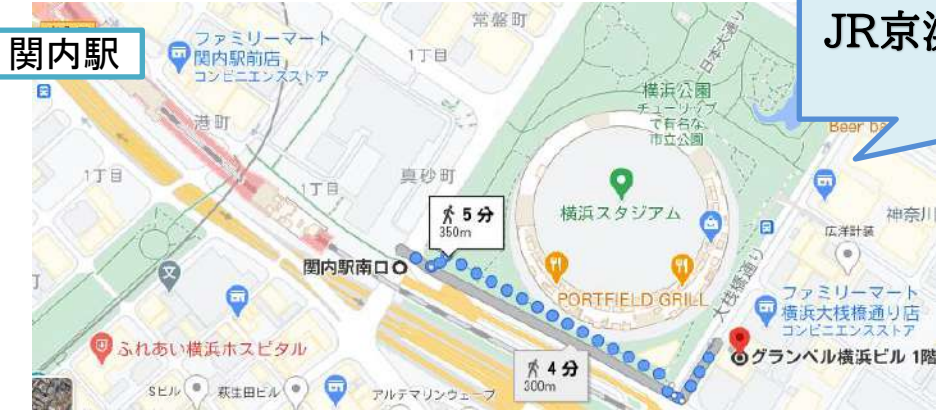 関内駅
JR京浜
常盤町
ファミリーマート
関内駅前店
コンビニエンスストア
1丁目
日本大通り
横浜公園
チューリップ
で有名な
市立公園
港町
1丁目
1丁目
真砂町
5分
350m
横浜スタジアム
神奈川
広洋計装
関内駅南口
PORTFIELD GRILL
大桟橋通り
ファミリーマート
横浜大桟橋通り店
コンビニエンスストア
ふれあい横浜ホスピタル
グランベル横浜ビル 1階
4分
300m
Sビル
萩生田ビル
アルテマリンウェーブ